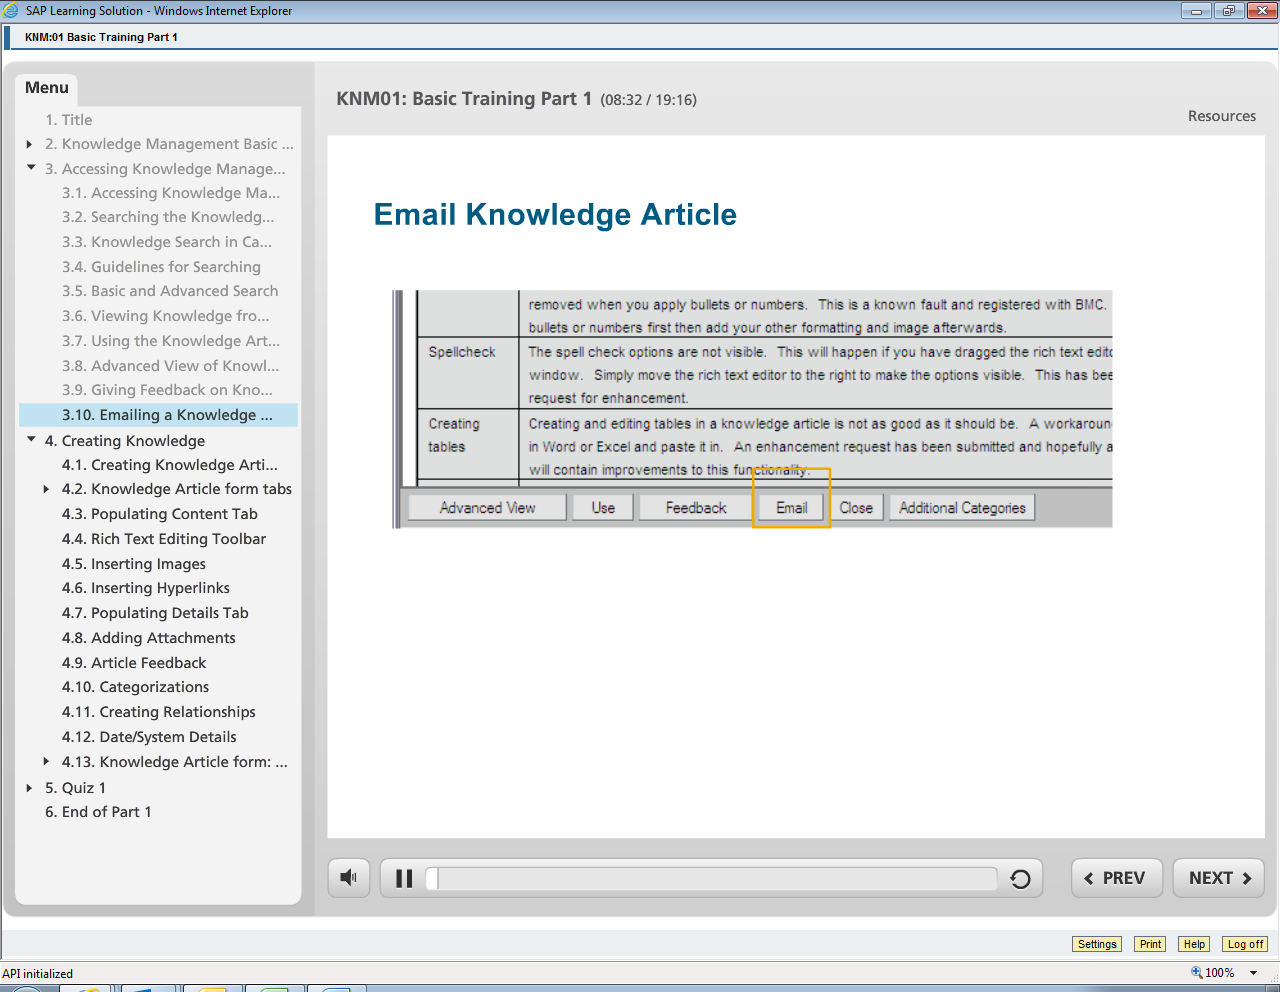 SAP Learning Solution - Windows Internet Explorer
KNM:01 Basic Training Part 1
Menu
1. Title
2. Knowledge Management Basic ...
3. Accessing Knowledge Manage...
3.1. Accessing Knowledge Ma...
3.2. Searching the Knowledg...
3.3. Knowledge Search in Ca...
3.4. Guidelines for Searching
3.5. Basic and Advanced Search
3.6. Viewing Knowledge fro...
3.7. Using the Knowledge Art...
3.8. Advanced View of Knowl...
3.9. Giving Feedback on Kno...
3.10. Emailing a Knowledge ...
4. Creating Knowledge
4.1. Creating Knowledge Arti...
4.2. Knowledge Article form tabs
4.3. Populating Content Tab
4.4. Rich Text Editing Toolbar
4.5. Inserting Images
4.6. Inserting Hyperlinks
4.7. Populating Details Tab
4.8. Adding Attachments
4.9. Article Feedback
4.10. Categorizations
4.11. Creating Relationships
4.12. Date/System Details
4.13. Knowledge Article form: ...
5. Quiz 1
6. End of Part 1
KNM01: Basic Training Part 1 (08:32 / 19:16)
Resources
Email Knowledge Article
removed when you apply bullets or numbers. This is a known fault and registered with BMC.
bullets or numbers first then add your other formatting and image afterwards.
Spellcheck
The spell check options are not visible. This will happen if you have dragged the rich text edito
window. Simply move the rich text editor to the right to make the options visible. This has bee
request for enhancement.
Creating
tables
Creating and editing tables in a knowledge article is not as good as it should be. A workaroun
in Word or Excel and paste it in. An enhancement request has been submitted and hopefully a
will contain improvements to this functionality.
Advanced View Use Feedback Email Close Additional Categories
PREV NEXT
Settings Print Help Log off
API initialized
100%